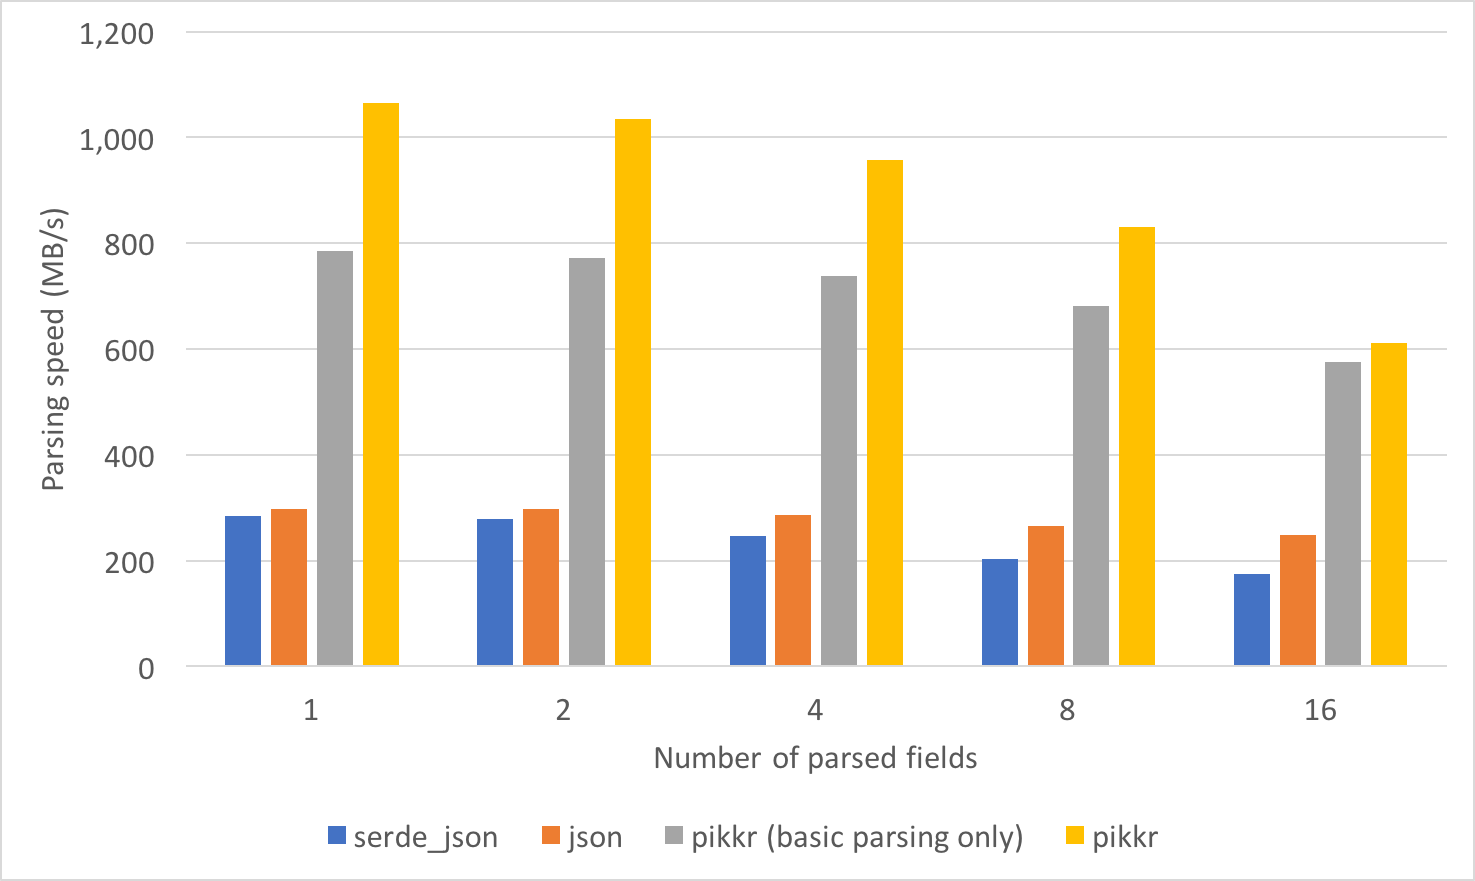 1,200
1,000
800
600
400
200
0
Parsing speed (MB/s)
1 2 4 8 16
Number of parsed fields
serde_json json pikkr (basic parsing only) pikkr